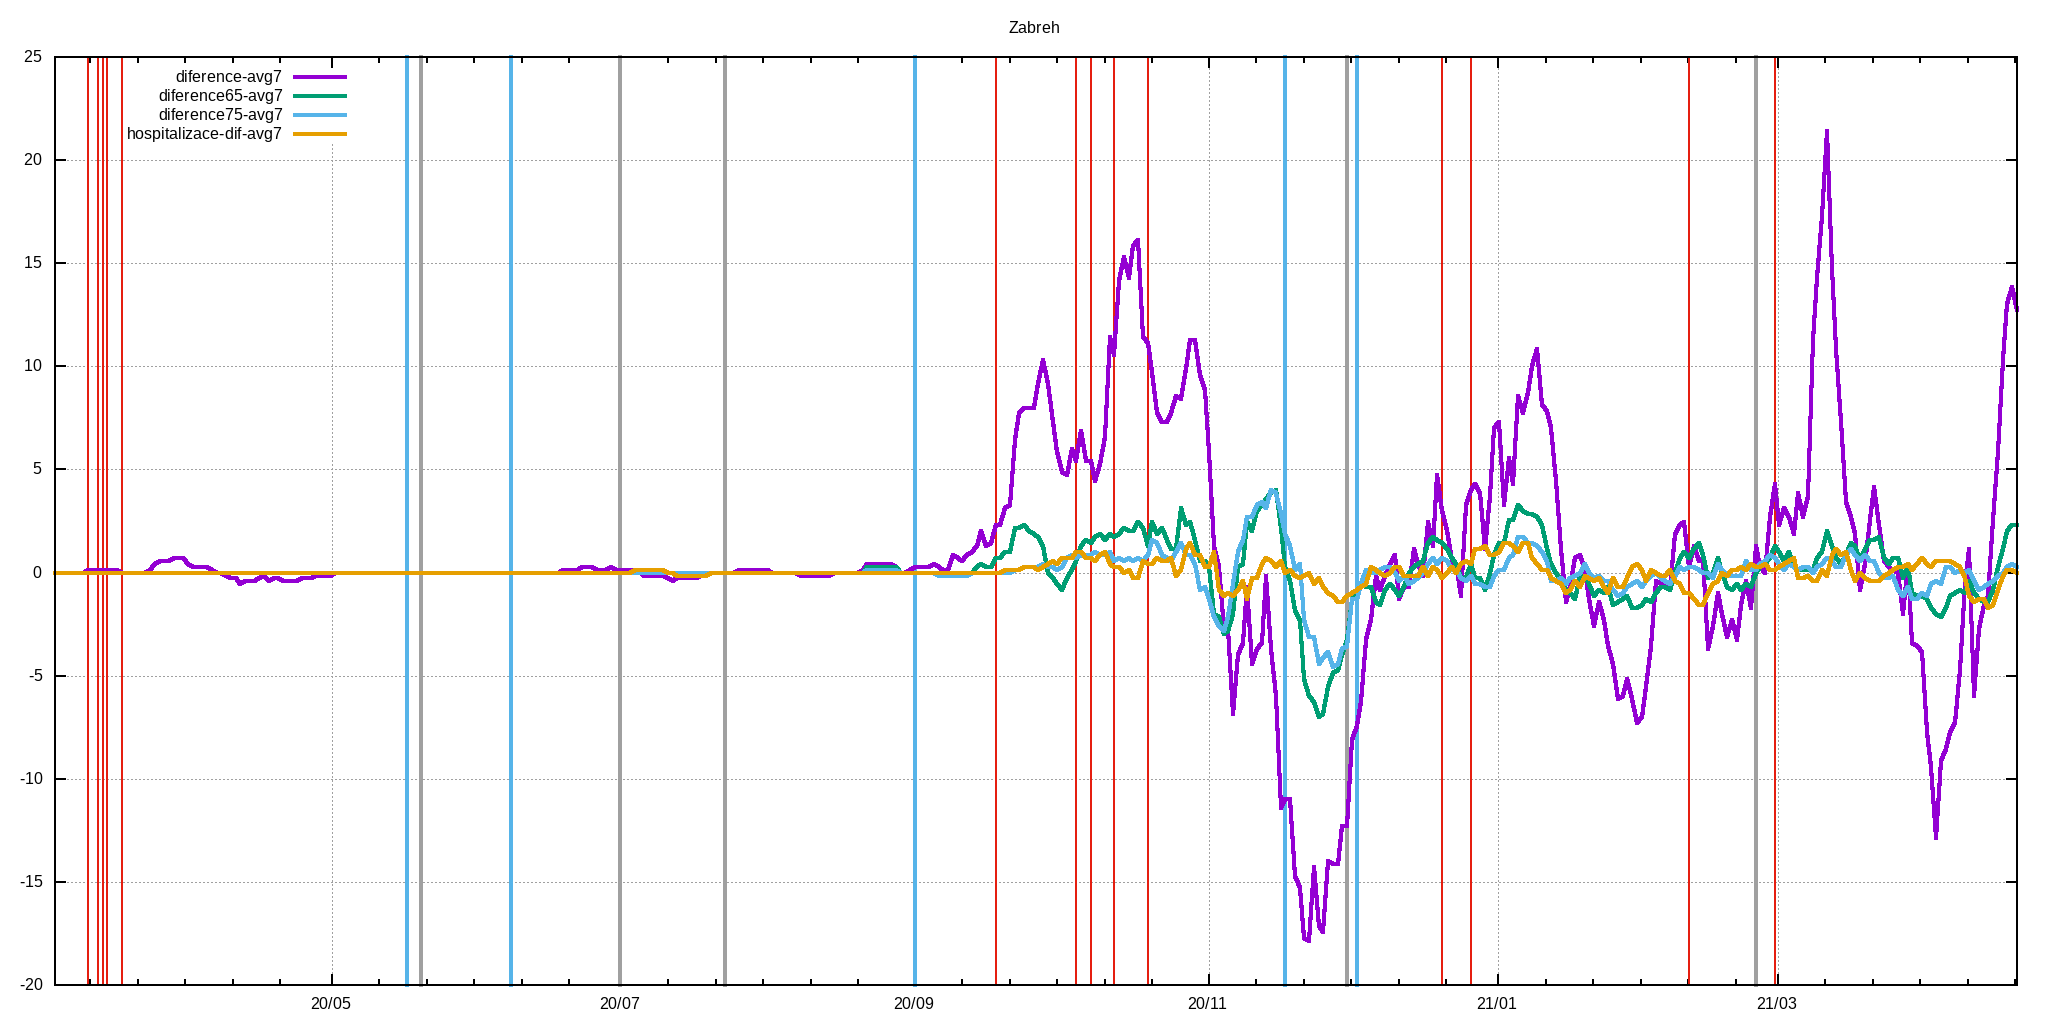 Zabreh
25
20
15
10
5
0
-5
-10
-15
-20
diference-avg7
diference65-avg7
diference75-avg7
hospitalizace-dif-avg7
20/05 20/07 20/09 20/11 21/01 21/03